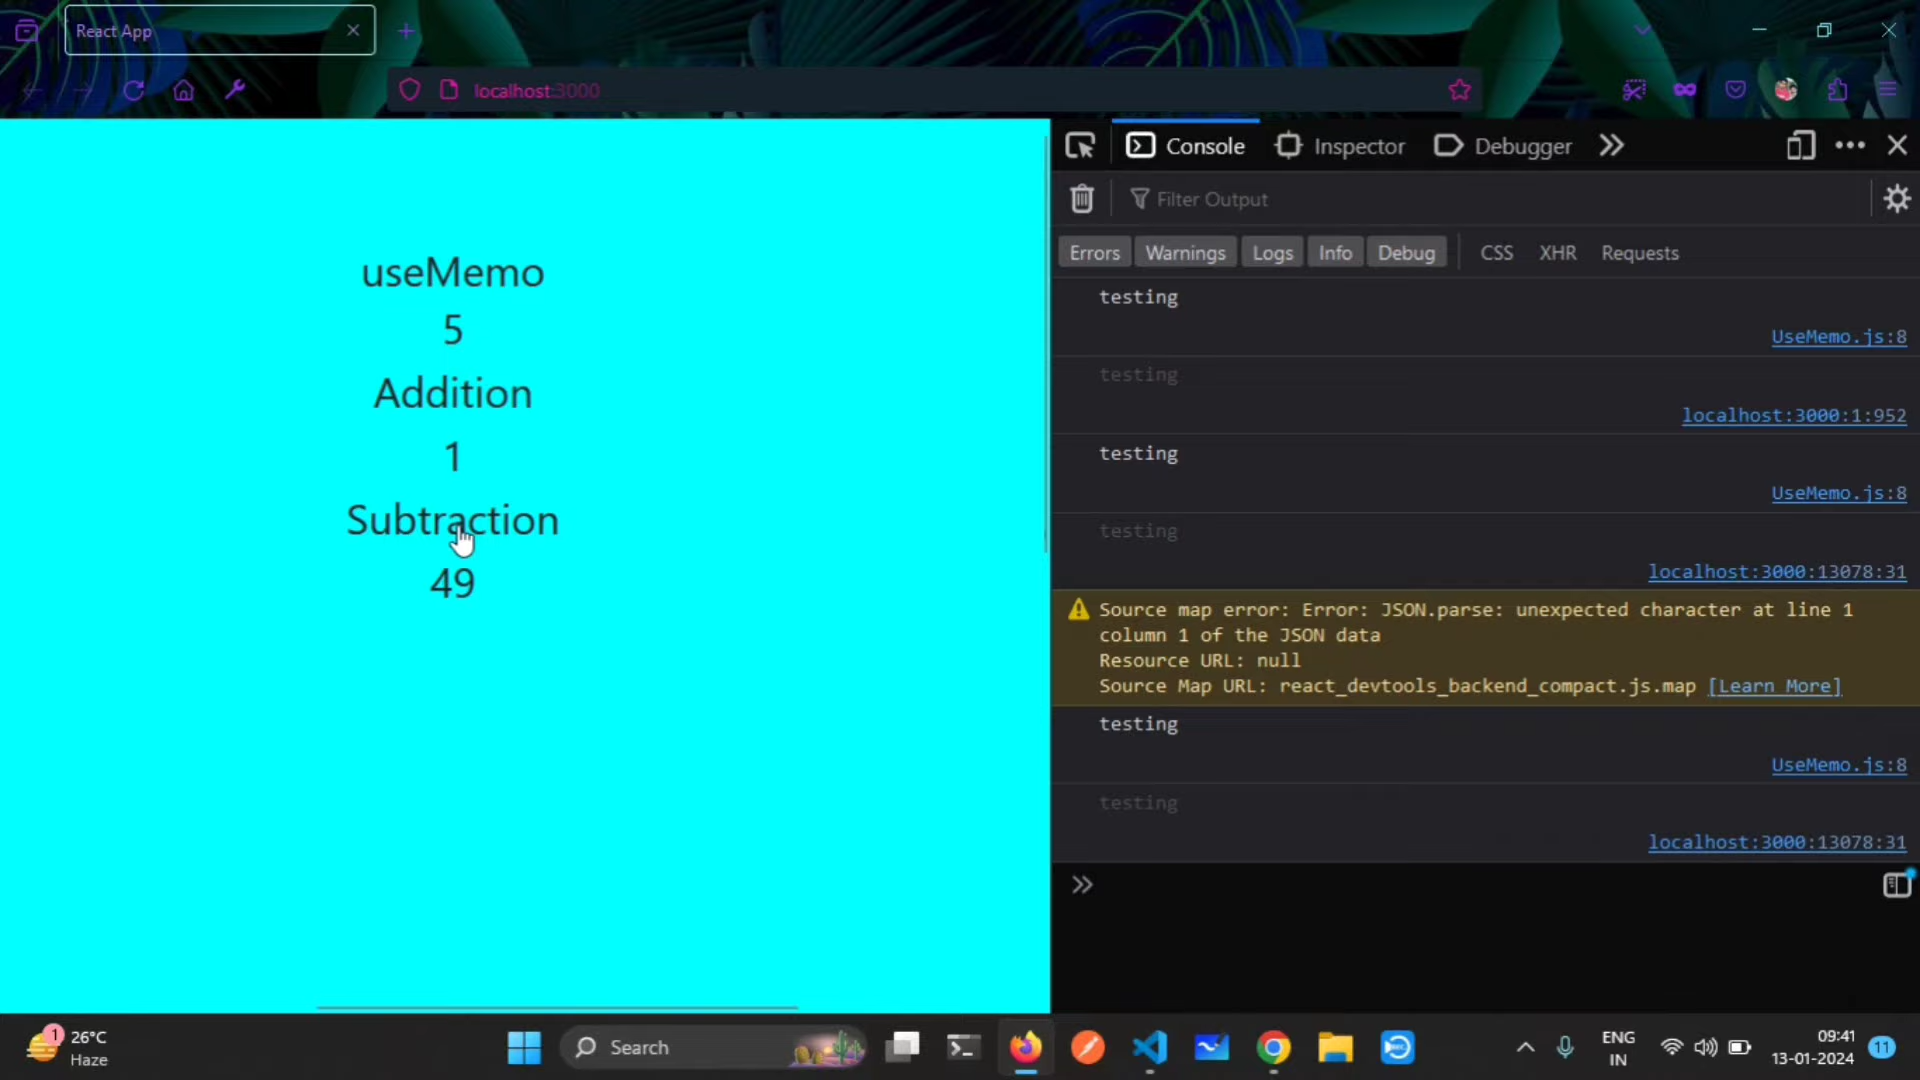 React App
localhost:3000
useMemo
5
Addition
1
Subtraction
49
Console
Inspector
Debugger
Filter Output
Errors Warnings Logs Info Debug CSS XHR Requests
testing
UseMemo.js:8
testing
localhost:3000:1:952
testing
UseMemo.js:8
testing
localhost:3000:13078:31
Source map error: Error: JSON.parse: unexpected character at line 1
column 1 of the JSON data
Resource URL: null
Source Map URL: react_devtools_backend_compact.js.map [Learn More]
testing
UseMemo.js:8
testing
localhost:3000:13078:31
1
26°C
Haze
Search
ENG
IN
09:41
13-01-2024
11